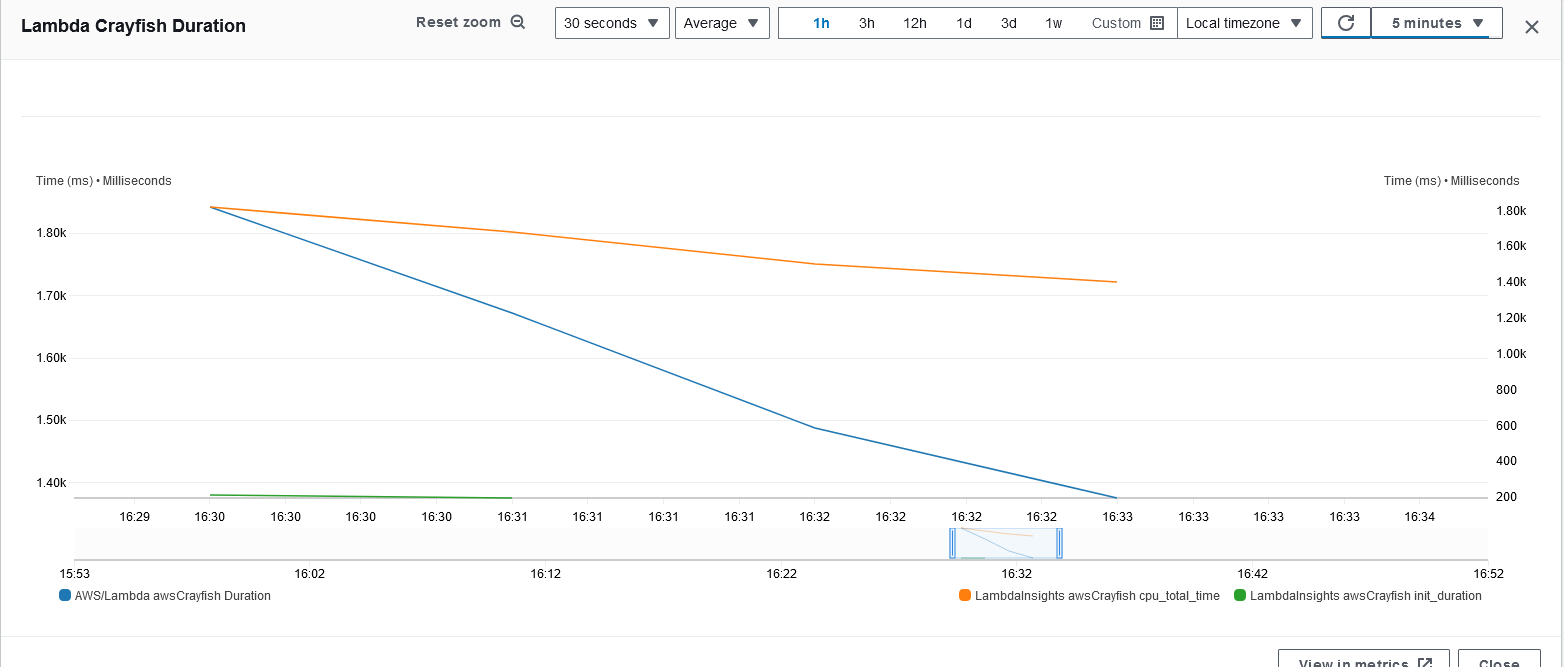 Lambda Crayfish Duration
Reset zoom
30 seconds
Average
1h 3h 12h 1d 3d 1w Custom
Local timezone
5 minutes
Time (ms) • Milliseconds
Time (ms) • Milliseconds
1.80k
1.70k
1.60k
1.50k
1.40k
1.80k
1.60k
1.40k
1.20k
1.00k
800
600
400
200
16:29 16:30 16:30 16:30 16:30 16:31 16:31 16:31 16:31 16:32 16:32 16:32 16:32 16:33 16:33 16:33 16:33 16:34
15:53 16:02 16:12 16:22 16:32 16:42 16:52
AWS/Lambda awsCrayfish Duration
LambdaInsights awsCrayfish cpu_total_time
LambdaInsights awsCrayfish init_duration
View in metrics
Close